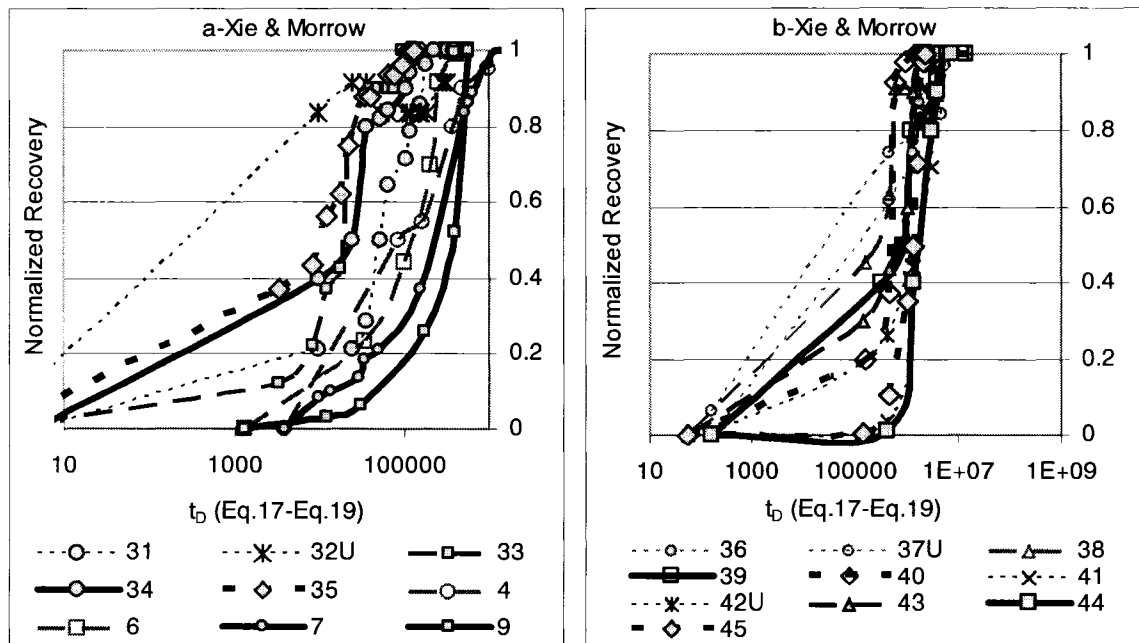 a-Xie & Morrow
Normalized Recovery
1
0.8
0.6
0.4
0.2
0
10 1000 100000
t_D (Eq.17-Eq.19)
31 32U 33
34 35 4
6 7 9
b-Xie & Morrow
Normalized Recovery
1
0.8
0.6
0.4
0.2
0
10 1000 100000 1E+07 1E+09
t_D (Eq.17-Eq.19)
36 37U 38
39 40 41
42U 43 44
45